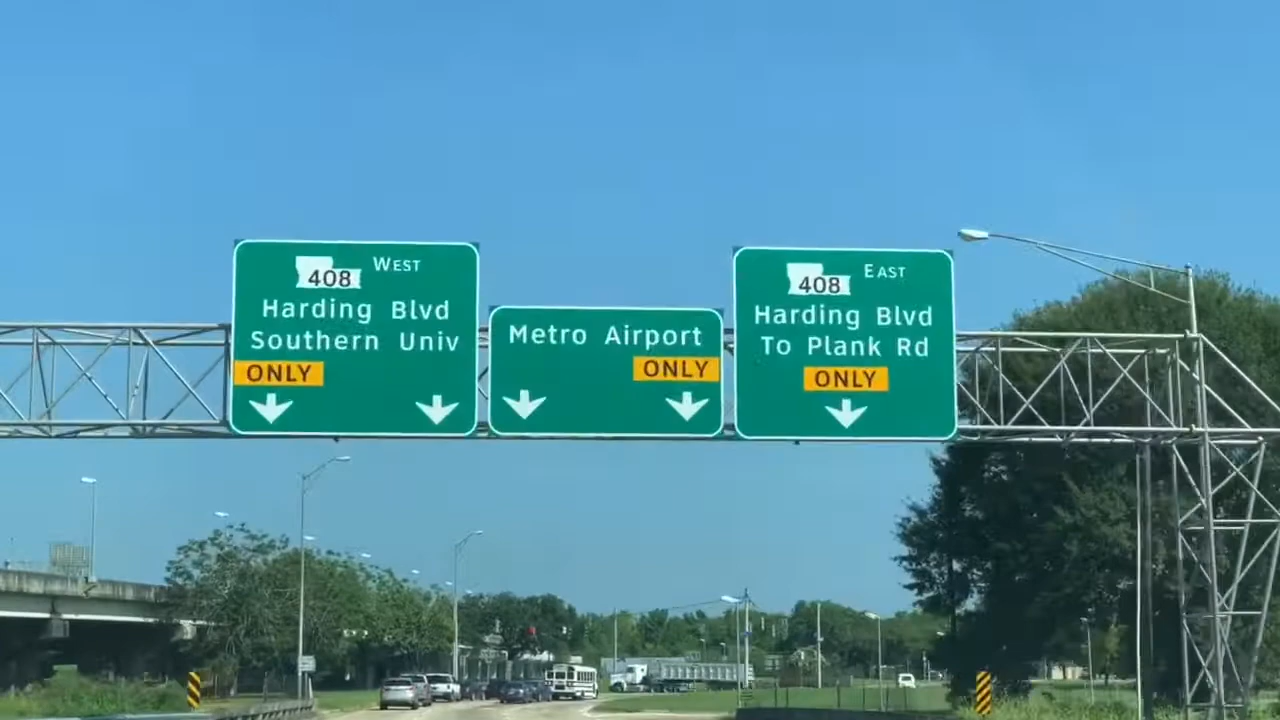 408 WEST
Harding Blvd
Southern Univ
ONLY
Metro Airport
ONLY
408 EAST
Harding Blvd
To Plank Rd
ONLY